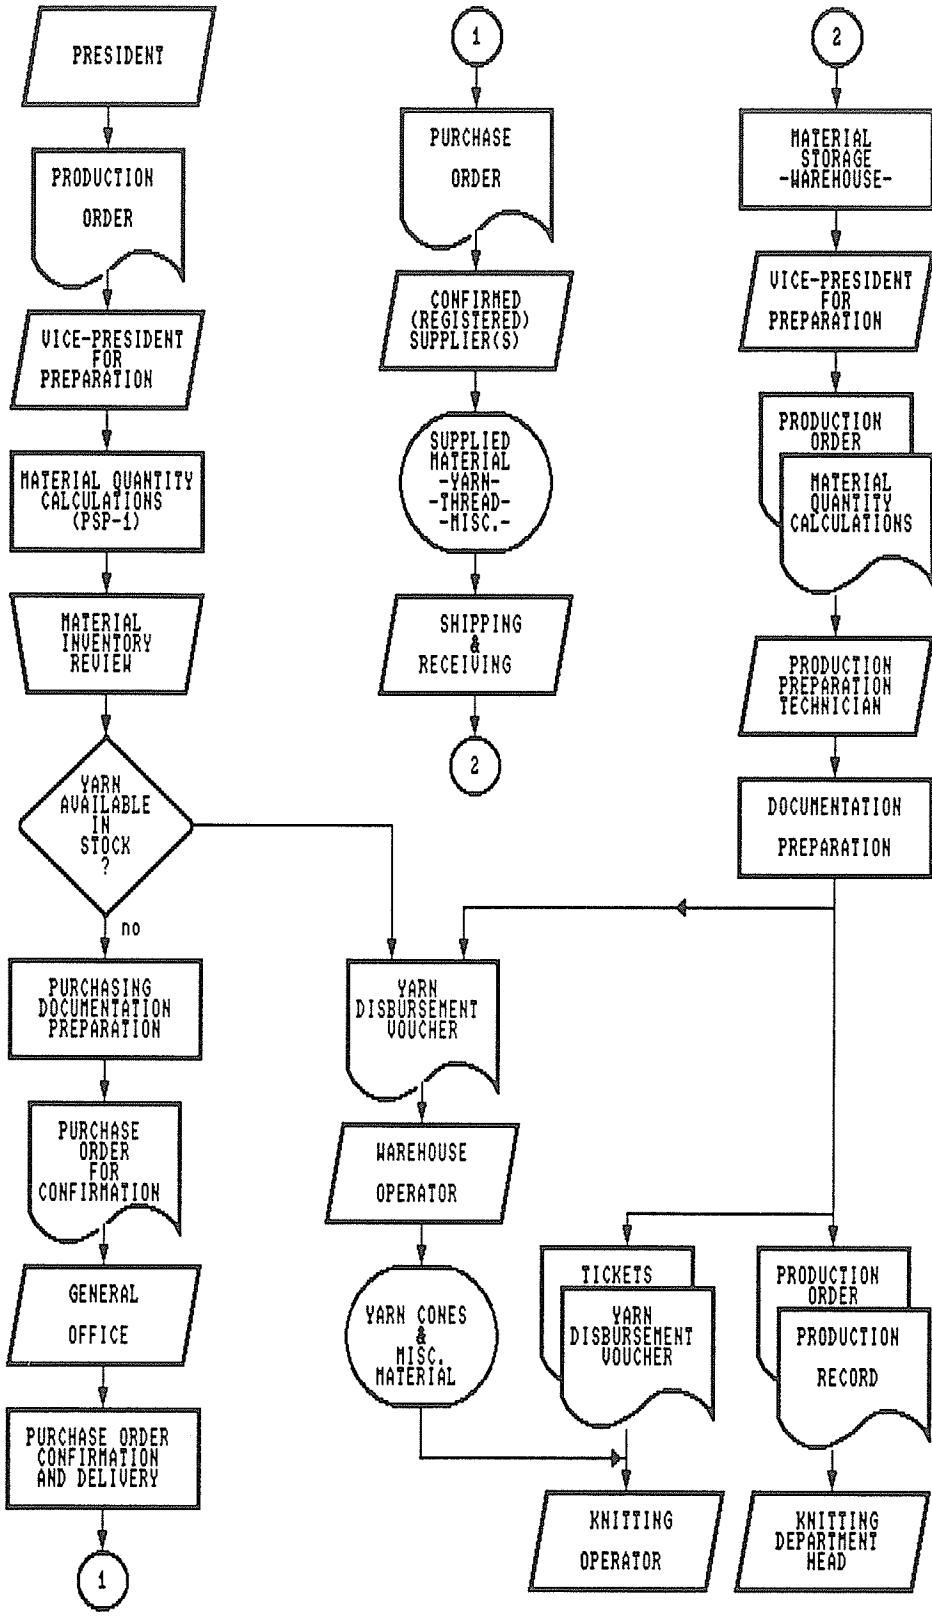 PRESIDENT
PRODUCTION
ORDER
VICE-PRESIDENT
FOR
PREPARATION
MATERIAL QUANTITY
CALCULATIONS
(PSP-1)
MATERIAL
INVENTORY
REVIEW
YARN
AVAILABLE
IN
STOCK
?
no
PURCHASING
DOCUMENTATION
PREPARATION
PURCHASE
ORDER
FOR
CONFIRMATION
GENERAL
OFFICE
PURCHASE ORDER
CONFIRMATION
AND DELIVERY
1
1
PURCHASE
ORDER
CONFIRMED
(REGISTERED)
SUPPLIER(S)
SUPPLIED
MATERIAL
-YARN-
-THREAD-
-MISC.-
SHIPPING
&
RECEIVING
2
YARN
DISBURSEMENT
VOUCHER
WAREHOUSE
OPERATOR
YARN CONES
&
MISC.
MATERIAL
2
MATERIAL
STORAGE
-WAREHOUSE-
VICE-PRESIDENT
FOR
PREPARATION
PRODUCTION
ORDER
MATERIAL
QUANTITY
CALCULATIONS
PRODUCTION
PREPARATION
TECHNICIAN
DOCUMENTATION
PREPARATION
TICKETS
YARN
DISBURSEMENT
VOUCHER
KNITTING
OPERATOR
PRODUCTION
ORDER
PRODUCTION
RECORD
KNITTING
DEPARTMENT
HEAD